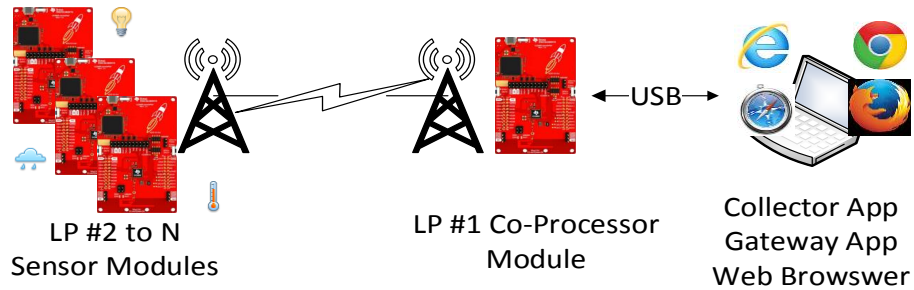 USB
LP #2 to N
Sensor Modules
LP #1 Co-Processor
Module
Collector App
Gateway App
Web Browswer